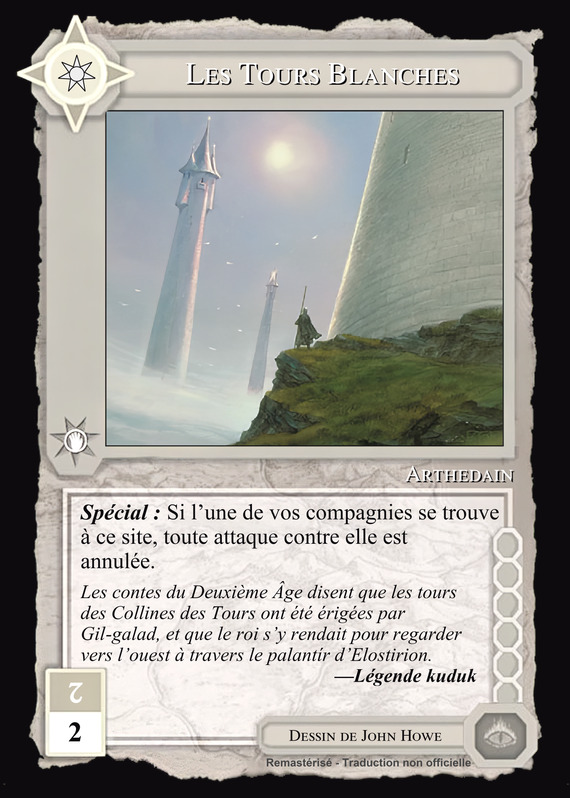 Les Tours Blanches
Arthedain
Spécial : Si l’une de vos compagnies se trouve
à ce site, toute attaque contre elle est
annulée.
Les contes du Deuxième Âge disent que les tours
des Collines des Tours ont été érigées par
Gil-galad, et que le roi s’y rendait pour regarder
vers l’ouest à travers le palantír d’Elostirion.
—Légende kuduk
2
2
Dessin de John Howe
Remastérisé - Traduction non officielle